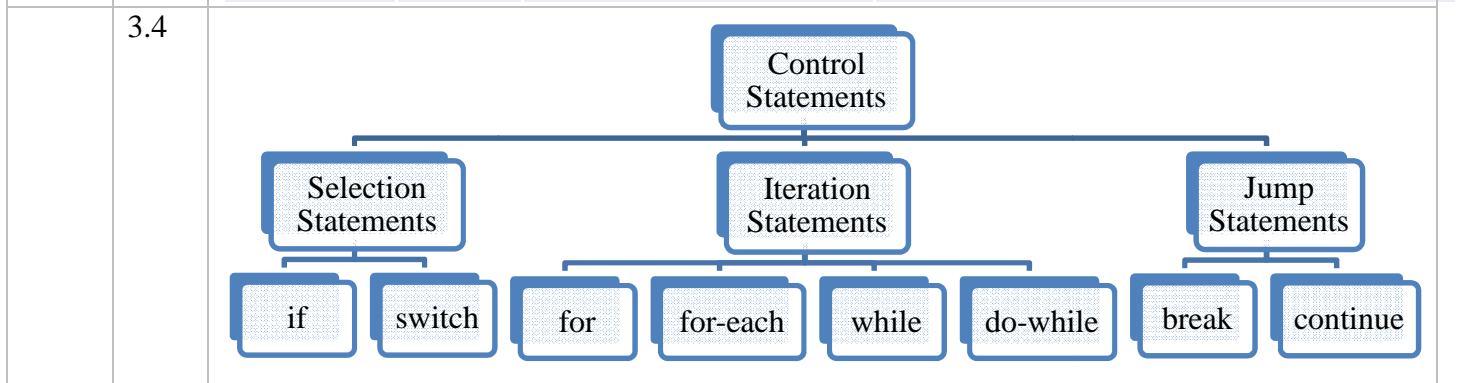 3.4
Control
Statements
Selection
Statements
Iteration
Statements
Jump
Statements
if
switch
for
for-each
while
do-while
break
continue